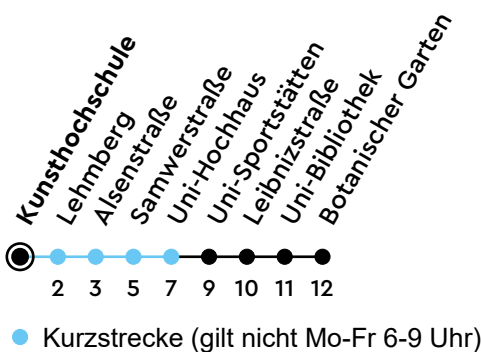 Kunsthochschule
Lehmberg
Alsenstraße
Samwerstraße
Uni-Hochhaus
Uni-Sportstätten
Leibnizstraße
Uni-Bibliothek
Botanischer Garten
2 3 5 7 9 10 11 12
Kurzstrecke (gilt nicht Mo-Fr 6-9 Uhr)